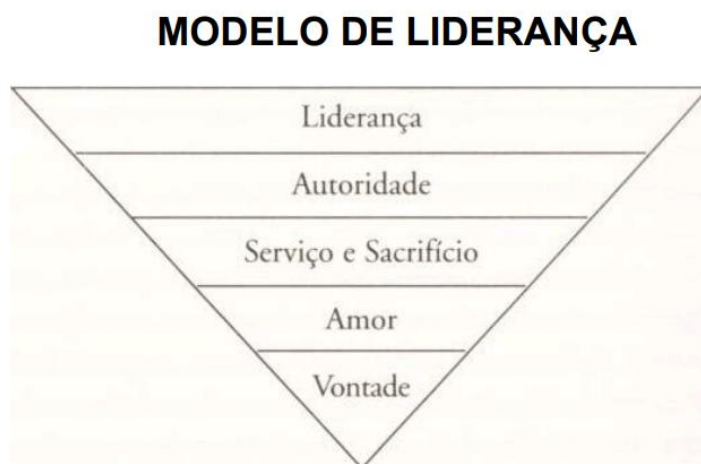 MODELO DE LIDERANÇA
Liderança
Autoridade
Serviço e Sacrifício
Amor
Vontade